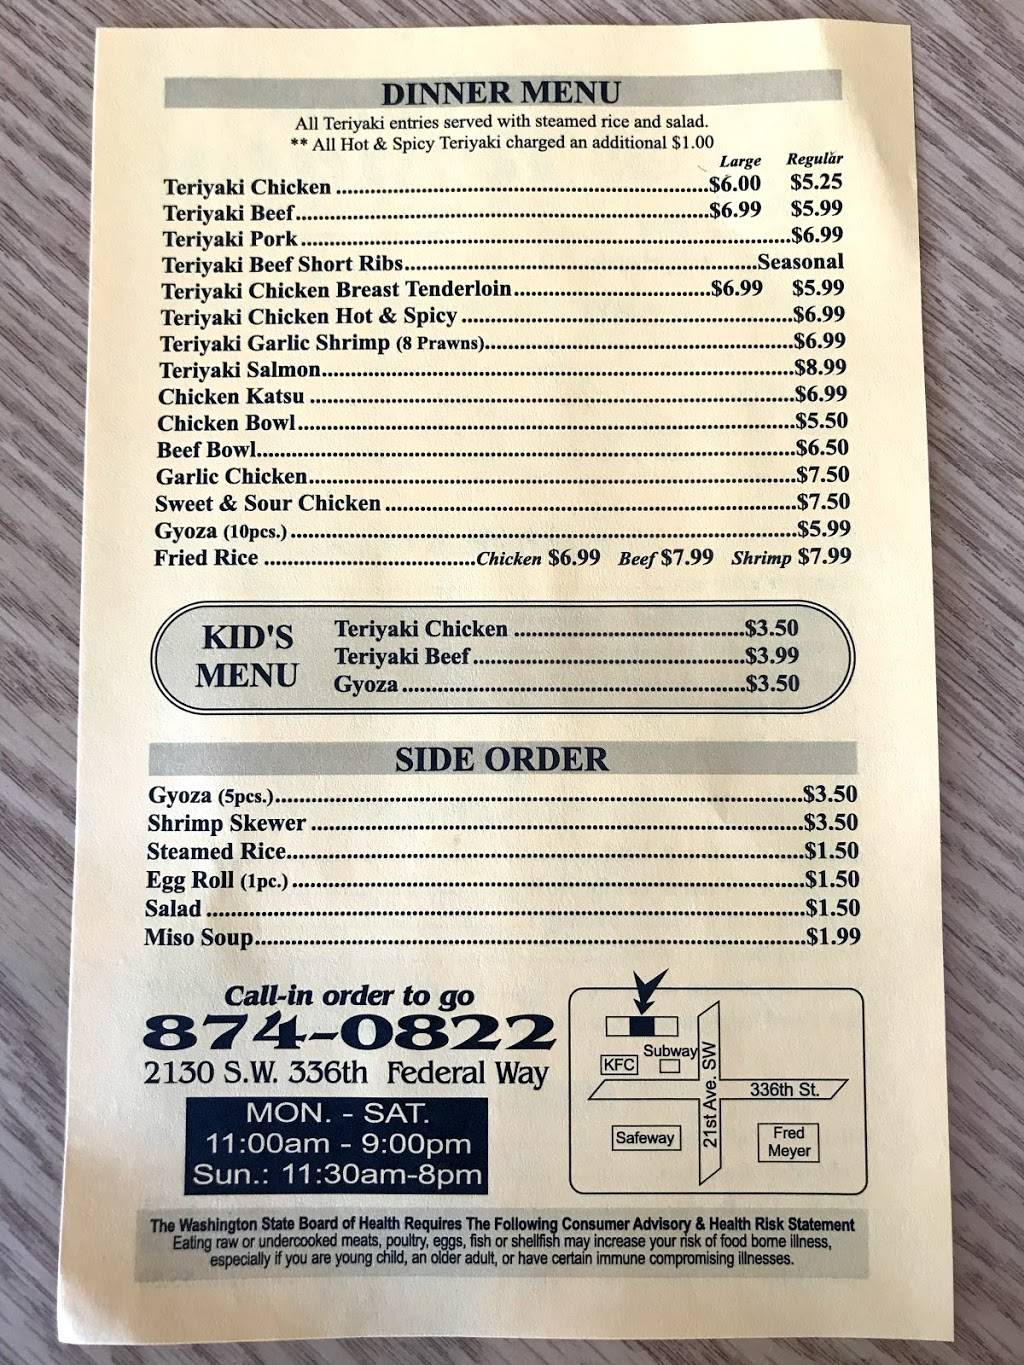 DINNER MENU
All Teriyaki entries served with steamed rice and salad.
** All Hot & Spicy Teriyaki charged an additional $1.00
Large Regular
Teriyaki Chicken $6.00 $5.25
Teriyaki Beef $6.99 $5.99
Teriyaki Pork $6.99
Teriyaki Beef Short Ribs Seasonal
Teriyaki Chicken Breast Tenderloin $6.99 $5.99
Teriyaki Chicken Hot & Spicy $6.99
Teriyaki Garlic Shrimp (8 Prawns) $6.99
Teriyaki Salmon $8.99
Chicken Katsu $6.99
Chicken Bowl $5.50
Beef Bowl $6.50
Garlic Chicken $7.50
Sweet & Sour Chicken $7.50
Gyoza (10pcs.) $5.99
Fried Rice Chicken $6.99 Beef $7.99 Shrimp $7.99
KID'S
MENU
Teriyaki Chicken $3.50
Teriyaki Beef $3.99
Gyoza $3.50
SIDE ORDER
Gyoza (5pcs.) $3.50
Shrimp Skewer $3.50
Steamed Rice $1.50
Egg Roll (1pc.) $1.50
Salad $1.50
Miso Soup $1.99
Call-in order to go
874-0822
2130 S.W. 336th Federal Way
MON. - SAT.
11:00am - 9:00pm
Sun.: 11:30am-8pm
KFC
Subway
21st Ave. SW
336th St.
Safeway
Fred
Meyer
The Washington State Board of Health Requires The Following Consumer Advisory & Health Risk Statement
Eating raw or undercooked meats, poultry, eggs, fish or shellfish may increase your risk of food borne illness,
especially if you are young child, an older adult, or have certain immune compromising illnesses.